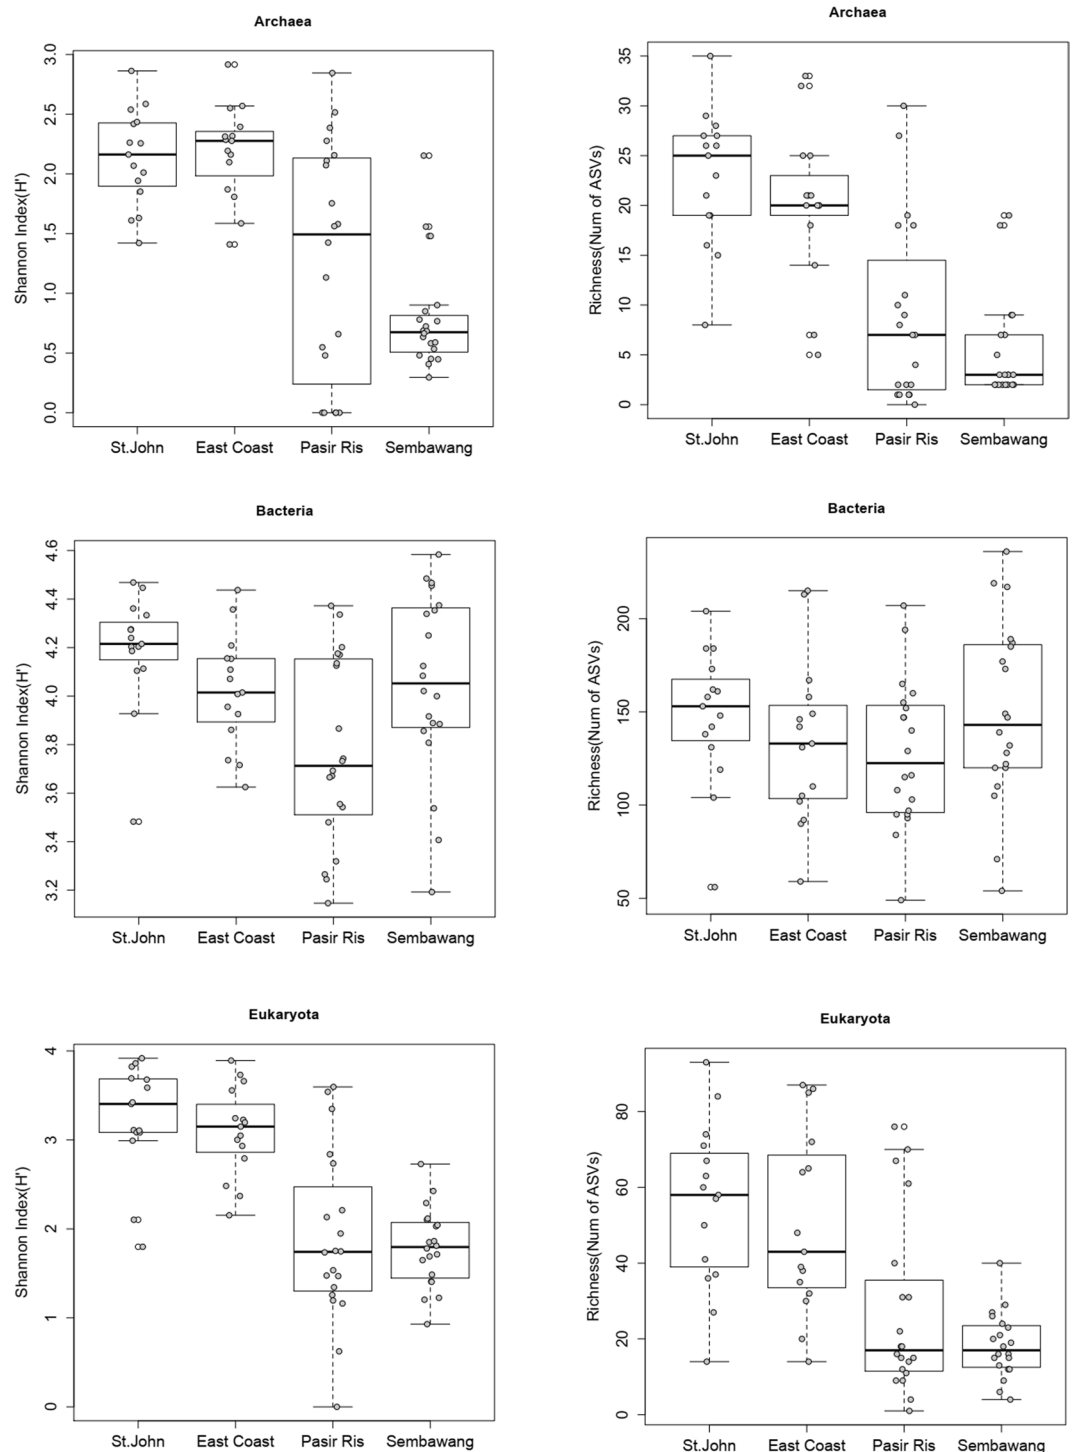 Archaea
Shannon Index(H')
3.0
2.5
2.0
1.5
1.0
0.5
0.0
St.John East Coast Pasir Ris Sembawang
Archaea
Richness(Num of ASVs)
35
30
25
20
15
10
5
0
St.John East Coast Pasir Ris Sembawang
Bacteria
Shannon Index(H')
4.6
4.4
4.2
4.0
3.8
3.6
3.4
3.2
St.John East Coast Pasir Ris Sembawang
Bacteria
Richness(Num of ASVs)
200
150
100
50
St.John East Coast Pasir Ris Sembawang
Eukaryota
Shannon Index(H')
4
3
2
1
0
St.John East Coast Pasir Ris Sembawang
Eukaryota
Richness(Num of ASVs)
80
60
40
20
0
St.John East Coast Pasir Ris Sembawang